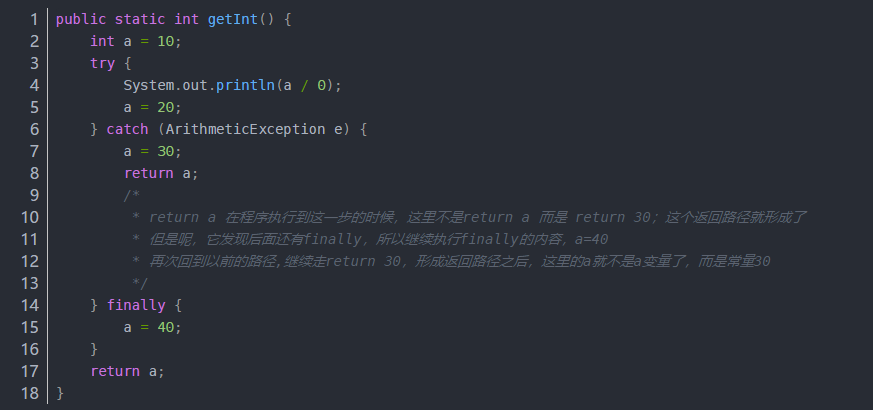 1 public static int getInt() {
2 int a = 10;
3 try {
4 System.out.println(a / 0);
5 a = 20;
6 } catch (ArithmeticException e) {
7 a = 30;
8 return a;
9 /*
10 * return a 在程序执行到这一步的时候，这里不是return a 而是 return 30；这个返回路径就形成了
11 * 但是呢，它发现后面还有finally，所以继续执行finally的内容，a=40
12 * 再次回到以前的路径,继续走return 30，形成返回路径之后，这里的a就不是a变量了，而是常量30
13 */
14 } finally {
15 a = 40;
16 }
17 return a;
18 }